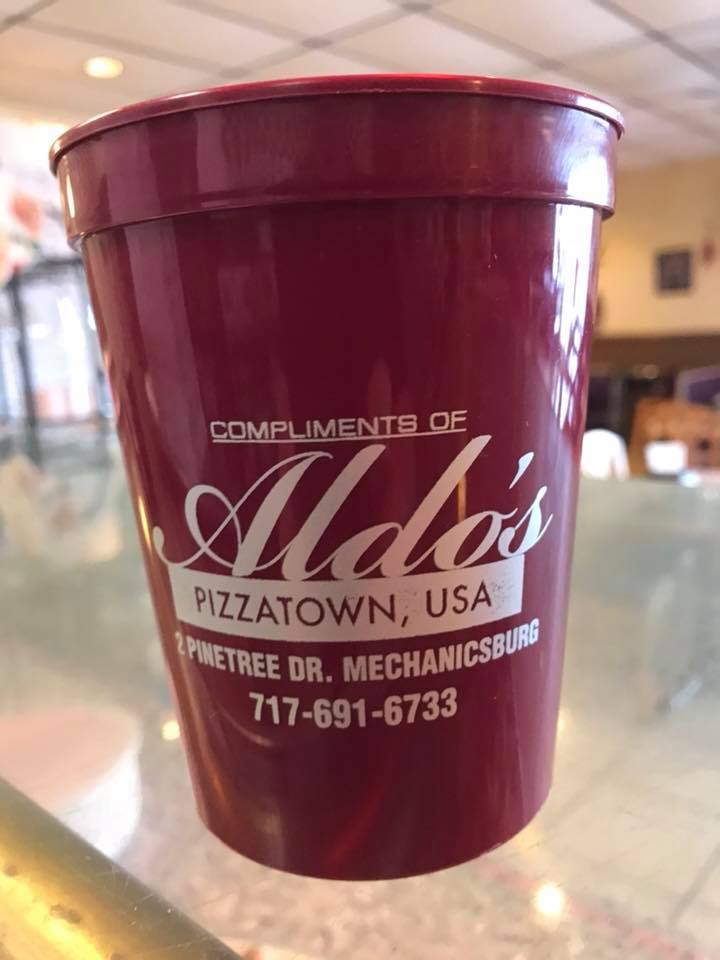 COMPLIMENTS OF
Aldo's
PIZZATOWN, USA
2 PINETREE DR. MECHANICSBURG
717-691-6733